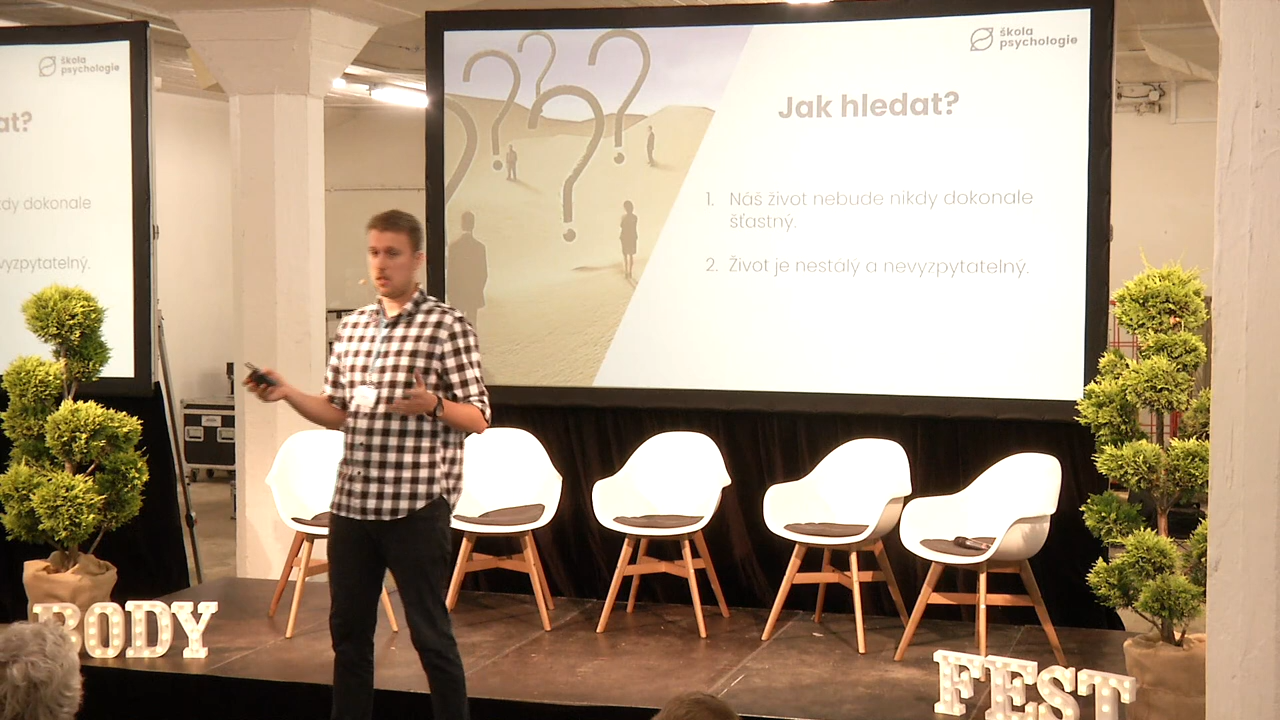 škola
psychologie
at?
kdy dokonale
vyzpytatelný.
škola
psychologie
Jak hledat?
1. Náš život nebude nikdy dokonale
šťastný.
2. Život je nestálý a nevyzpytatelný.
BODY
FEST